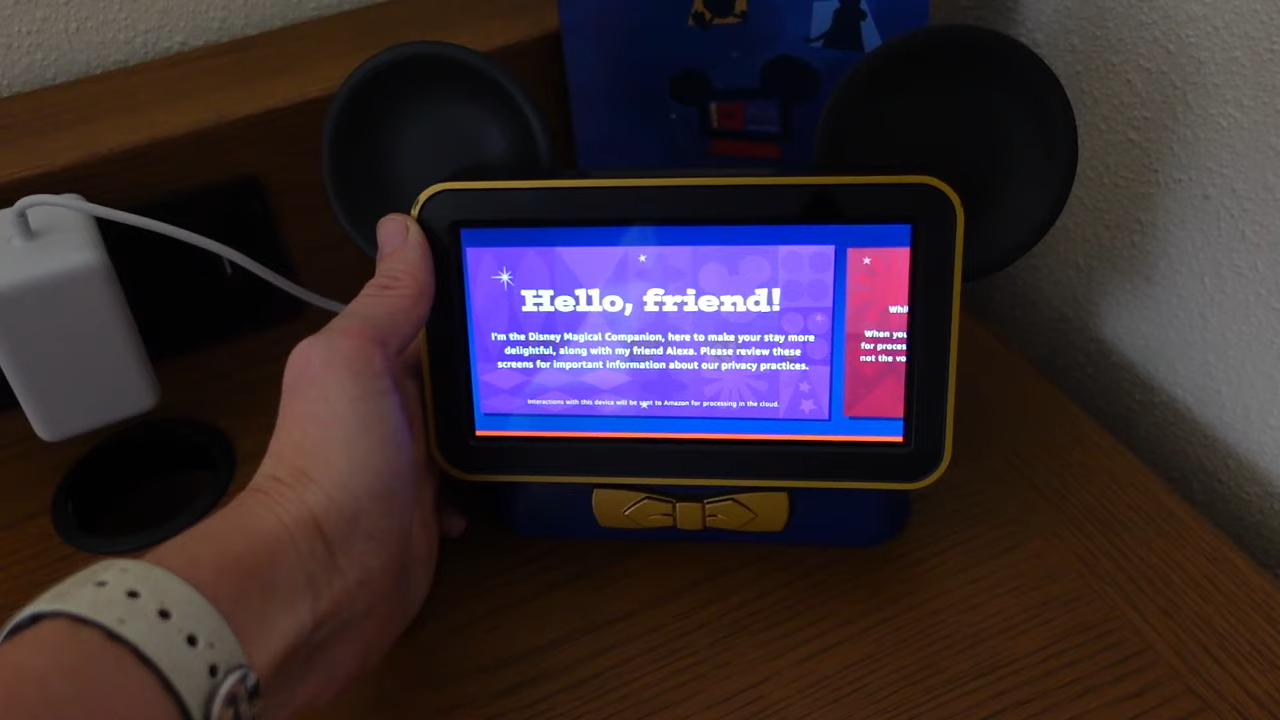 Hello, friend!
I'm the Disney Magical Companion, here to make your stay more
delightful, along with my friend Alexa. Please review these
screens for important information about our privacy practices.
Interactions with this device will be sent to Amazon for processing in the cloud.
When you
for proces
not the vo